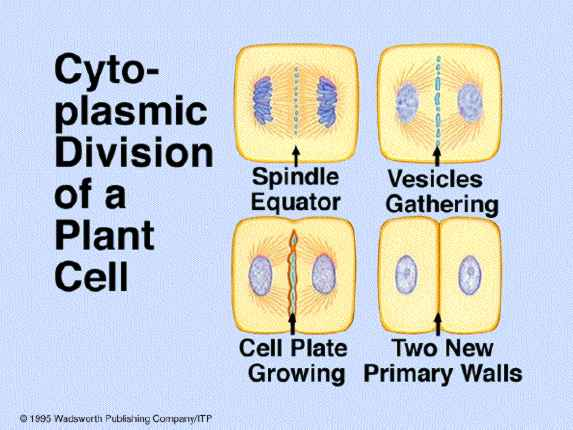 Cyto-
plasmic
Division
of a
Plant
Cell
Spindle
Equator
Vesicles
Gathering
Cell Plate
Growing
Two New
Primary Walls
© 1995 Wadsworth Publishing Company/ITP